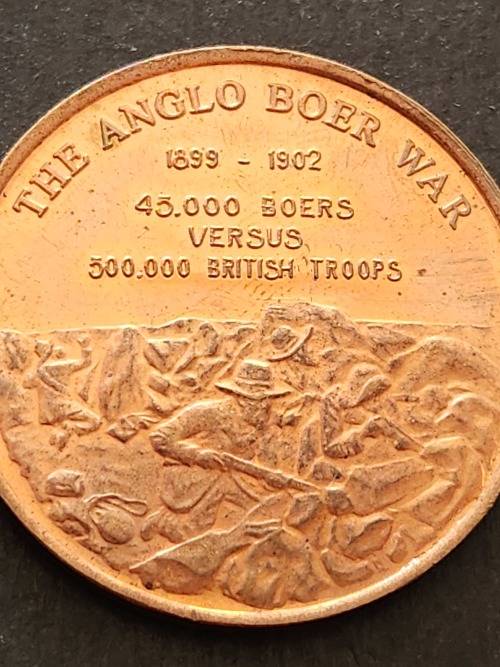 THE ANGLO BOER WAR
1899 - 1902
45.000 BOERS
VERSUS
500.000 BRITISH TROOPS